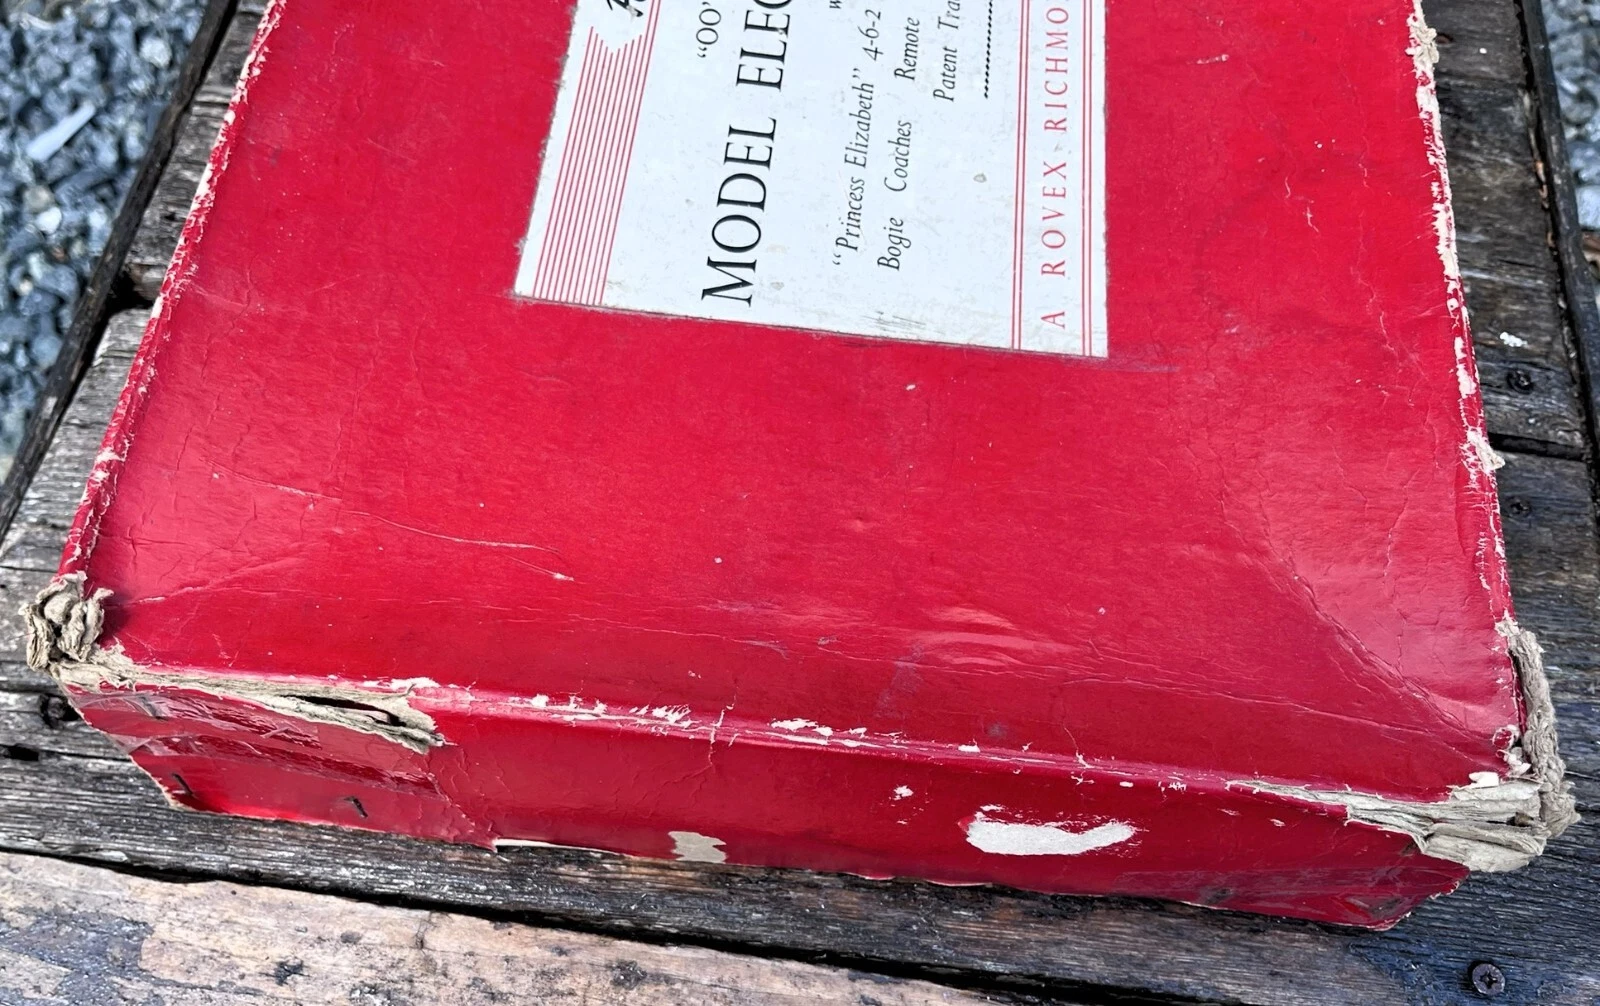 "OO"
MODEL ELEC
"Princess Elizabeth" 4-6-2
Bogie Coaches Remote
Patent Tra
A ROVEX RICHMO